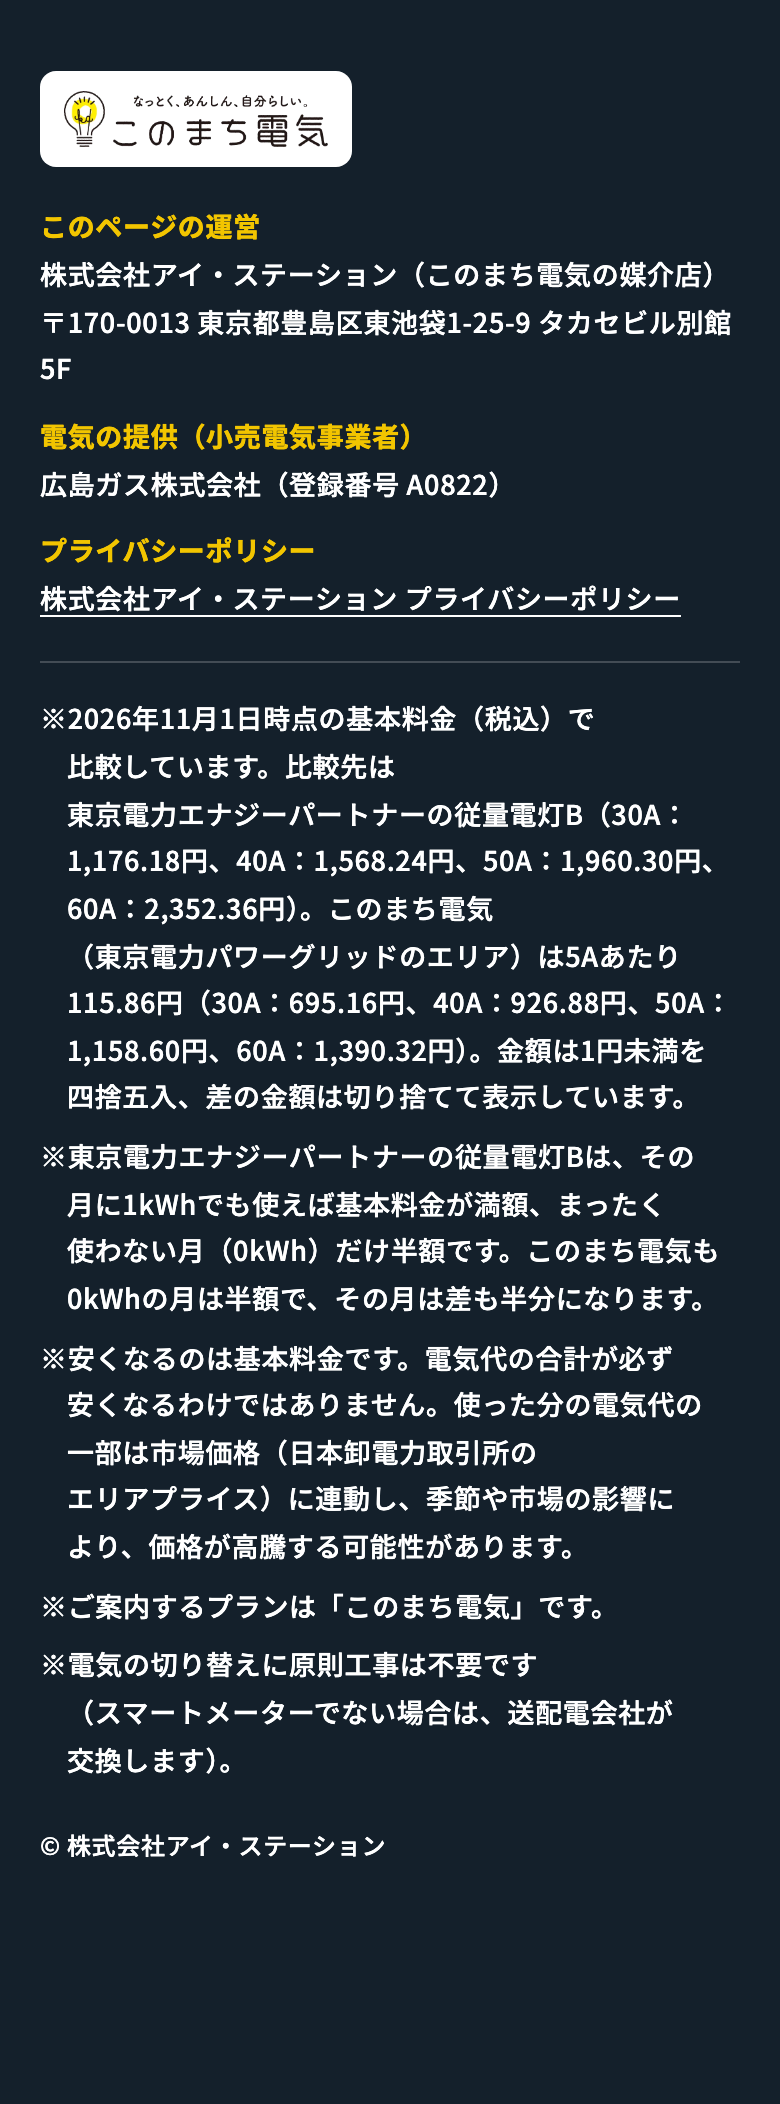 なっとく、あんしん、自分らしい。
このまち電気
このページの運営
株式会社アイ・ステーション（このまち電気の媒介店）
〒170-0013 東京都豊島区東池袋1-25-9 タカセビル別館
5F
電気の提供（小売電気事業者）
広島ガス株式会社（登録番号 A0822）
プライバシーポリシー
株式会社アイ・ステーション プライバシーポリシー
※2026年11月1日時点の基本料金（税込）で
比較しています。比較先は
東京電力エナジーパートナーの従量電灯B（30A：
1,176.18円、40A：1,568.24円、50A：1,960.30円、
60A：2,352.36円）。このまち電気
（東京電力パワーグリッドのエリア）は5Aあたり
115.86円（30A：695.16円、40A：926.88円、50A：
1,158.60円、60A：1,390.32円）。金額は1円未満を
四捨五入、差の金額は切り捨てて表示しています。
※東京電力エナジーパートナーの従量電灯Bは、その
月に1kWhでも使えば基本料金が満額、まったく
使わない月（0kWh）だけ半額です。このまち電気も
0kWhの月は半額で、その月は差も半分になります。
※安くなるのは基本料金です。電気代の合計が必ず
安くなるわけではありません。使った分の電気代の
一部は市場価格（日本卸電力取引所の
エリアプライス）に連動し、季節や市場の影響に
より、価格が高騰する可能性があります。
※ご案内するプランは「このまち電気」です。
※電気の切り替えに原則工事は不要です
（スマートメーターでない場合は、送配電会社が
交換します）。
© 株式会社アイ・ステーション